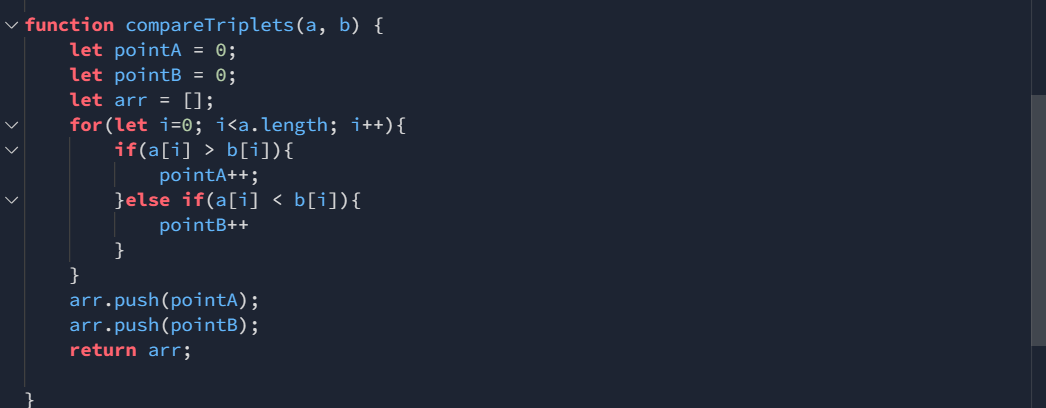 function compareTriplets(a, b) {
    let pointA = 0;
    let pointB = 0;
    let arr = [];
    for(let i=0; i<a.length; i++){
        if(a[i] > b[i]){
            pointA++;
        }else if(a[i] < b[i]){
            pointB++
        }
    }
    arr.push(pointA);
    arr.push(pointB);
    return arr;

}